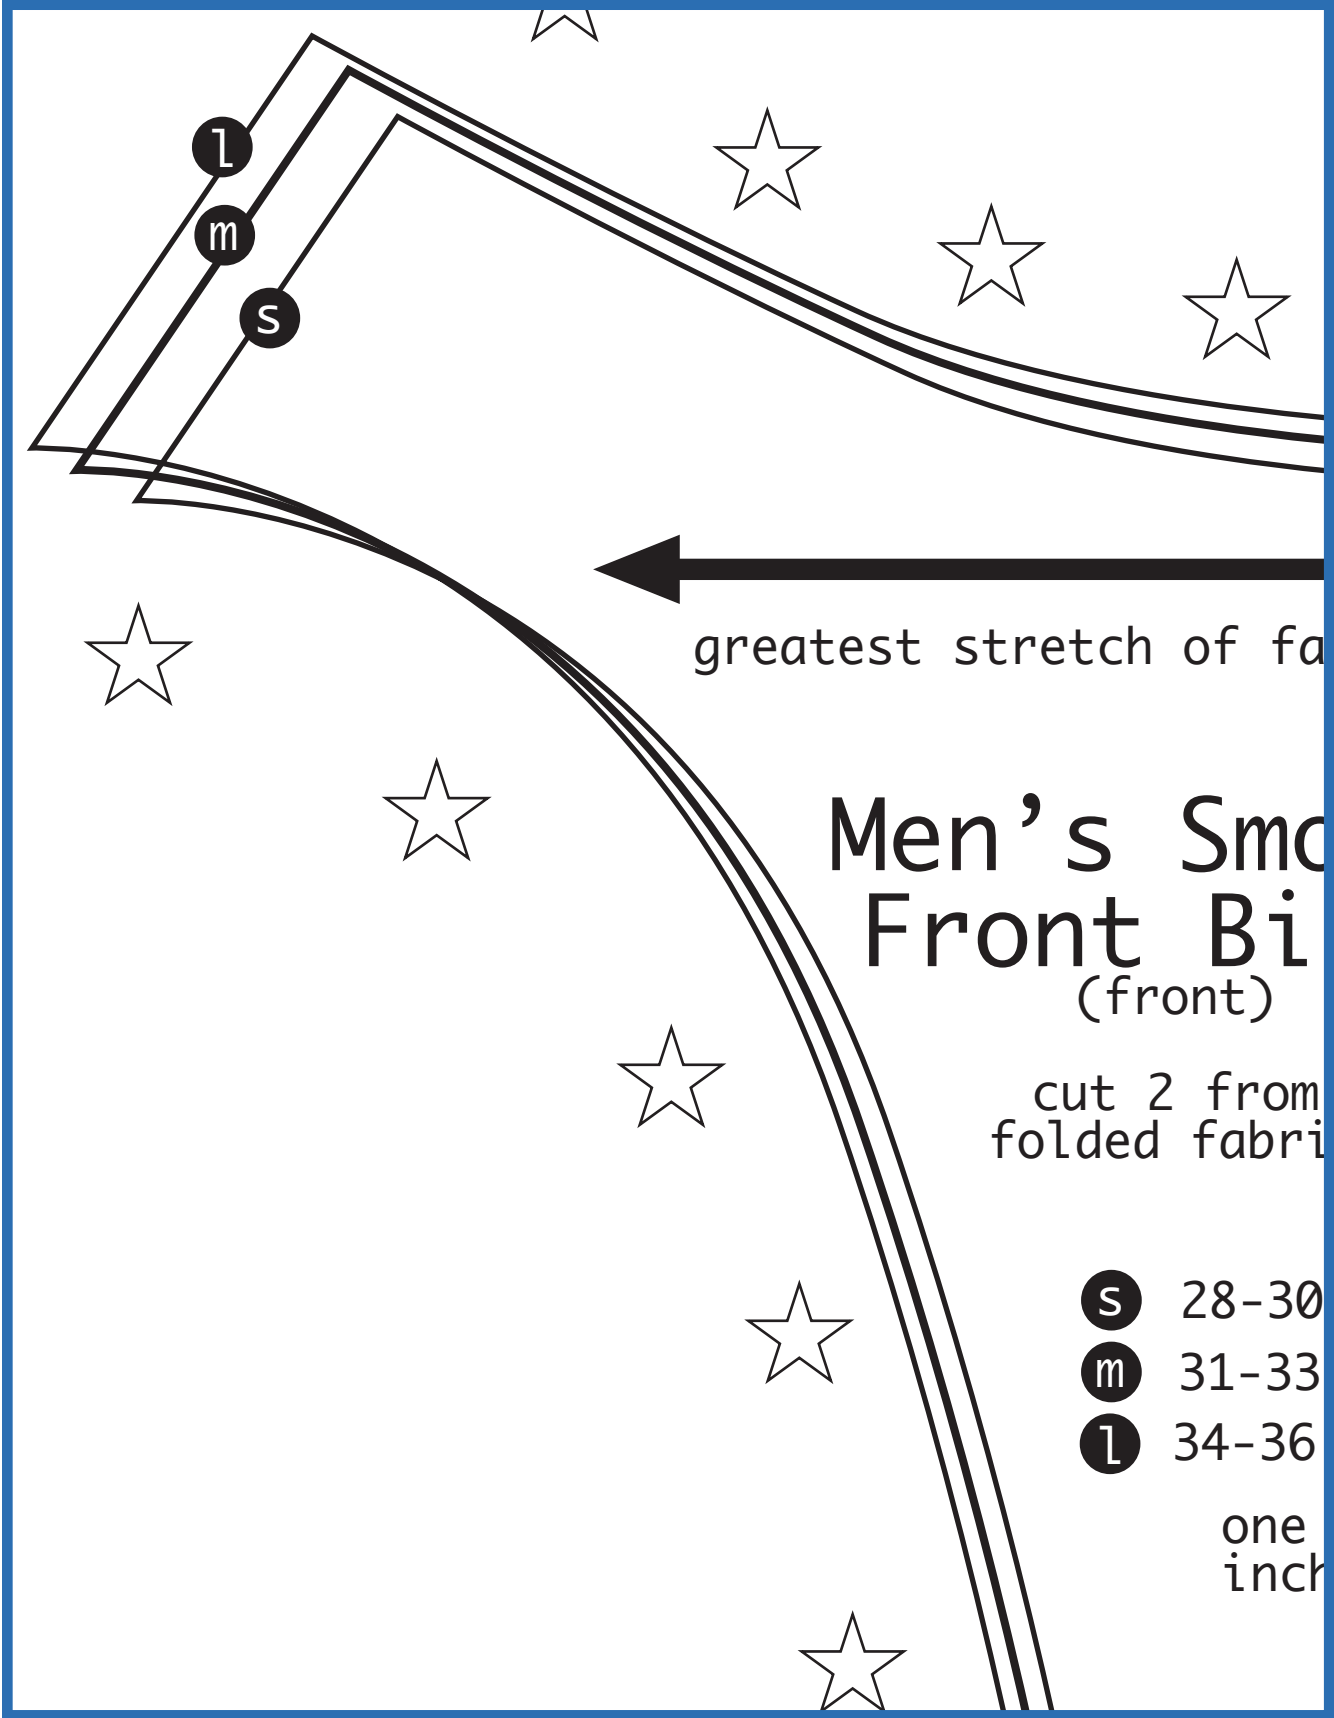 l
m
s
greatest stretch of fa
Men’s Smo
Front Bi
(front)
cut 2 from
folded fabri
s 28-30
m 31-33
l 34-36
one
inch